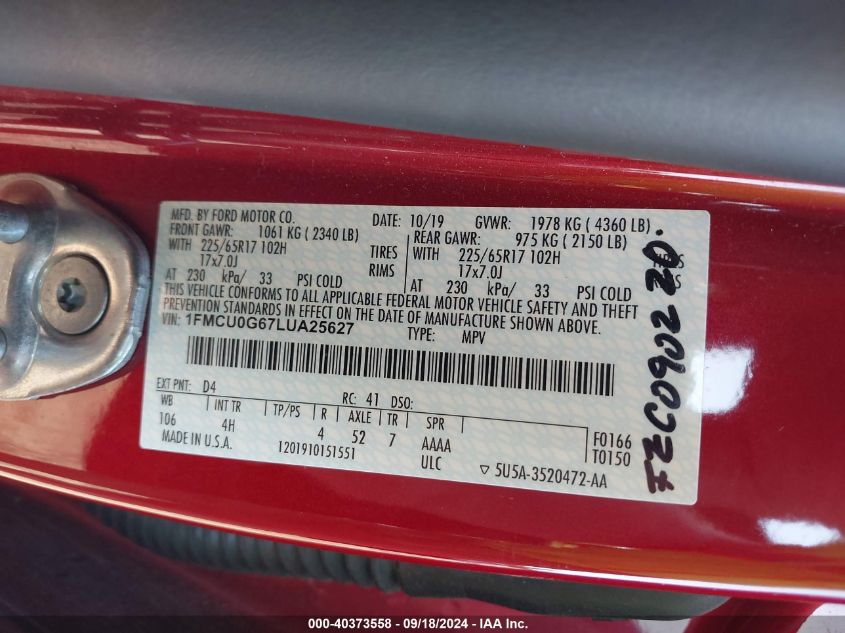 MFD. BY FORD MOTOR CO. DATE: 10/19 GVWR: 1978 KG ( 4360 LB)
FRONT GAWR: 1061 KG ( 2340 LB) REAR GAWR: 975 KG ( 2150 LB)
WITH 225/65R17 102H TIRES WITH 225/65R17 102H
17x7.0J RIMS 17x7.0J
AT 230 kPa/ 33 PSI COLD AT 230 kPa/ 33 PSI COLD
THIS VEHICLE CONFORMS TO ALL APPLICABLE FEDERAL MOTOR VEHICLE SAFETY AND THEFT
PREVENTION STANDARDS IN EFFECT ON THE DATE OF MANUFACTURE SHOWN ABOVE.
VIN: 1FMCU0G67LUA25627
TYPE: MPV
EXT PNT: D4 RC: 41 DSO:
WB INT TR TP/PS R AXLE TR SPR
106 4H 4 52 7 AAAA F0166
MADE IN U.S.A. 1201910151551 ULC T0150
5U5A-3520472-AA
FZC090220.
000-40373558 - 09/18/2024 - IAA Inc.